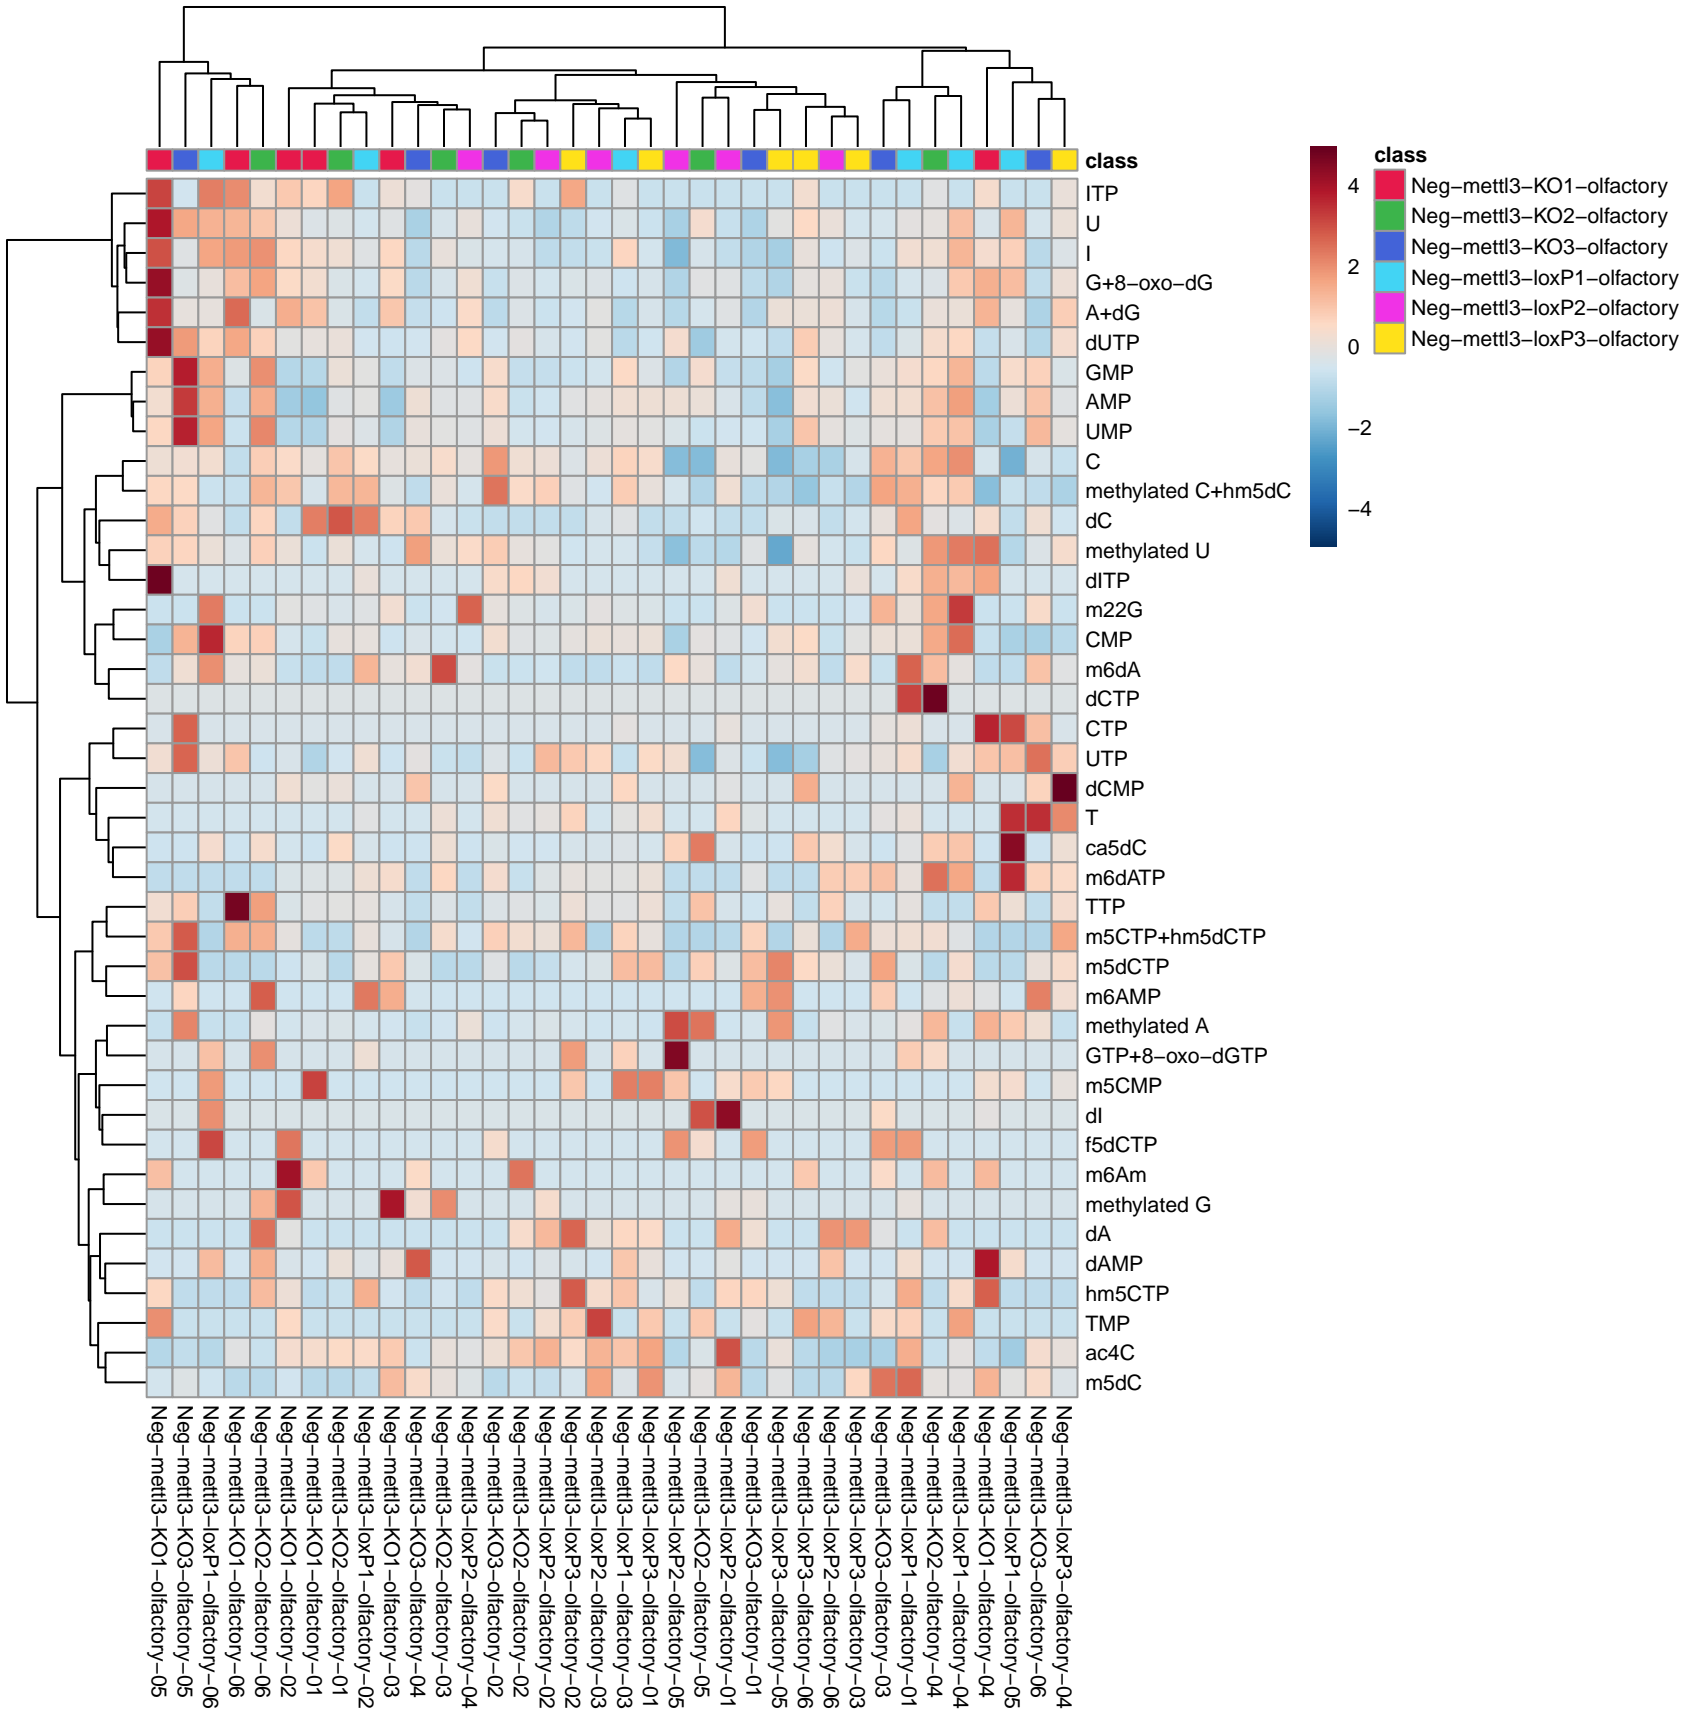 class
class
4
2
0
−2
−4
Neg−mettl3−KO1−olfactory
Neg−mettl3−KO2−olfactory
Neg−mettl3−KO3−olfactory
Neg−mettl3−loxP1−olfactory
Neg−mettl3−loxP2−olfactory
Neg−mettl3−loxP3−olfactory
ITP
U
I
G+8−oxo−dG
A+dG
dUTP
GMP
AMP
UMP
C
methylated C+hm5dC
dC
methylated U
dITP
m22G
CMP
m6dA
dCTP
CTP
UTP
dCMP
T
ca5dC
m6dATP
TTP
m5CTP+hm5dCTP
m5dCTP
m6AMP
methylated A
GTP+8−oxo−dGTP
m5CMP
dI
f5dCTP
m6Am
methylated G
dA
dAMP
hm5CTP
TMP
ac4C
m5dC
Neg−mettl3−KO1−olfactory−05
Neg−mettl3−KO3−olfactory−05
Neg−mettl3−loxP1−olfactory−06
Neg−mettl3−KO1−olfactory−06
Neg−mettl3−KO2−olfactory−06
Neg−mettl3−KO1−olfactory−02
Neg−mettl3−KO1−olfactory−01
Neg−mettl3−KO2−olfactory−01
Neg−mettl3−loxP1−olfactory−02
Neg−mettl3−KO1−olfactory−03
Neg−mettl3−KO3−olfactory−04
Neg−mettl3−KO2−olfactory−03
Neg−mettl3−loxP2−olfactory−04
Neg−mettl3−KO3−olfactory−02
Neg−mettl3−KO2−olfactory−02
Neg−mettl3−loxP2−olfactory−02
Neg−mettl3−loxP3−olfactory−02
Neg−mettl3−loxP2−olfactory−03
Neg−mettl3−loxP1−olfactory−03
Neg−mettl3−loxP3−olfactory−01
Neg−mettl3−loxP2−olfactory−05
Neg−mettl3−KO2−olfactory−05
Neg−mettl3−loxP2−olfactory−01
Neg−mettl3−KO3−olfactory−01
Neg−mettl3−loxP3−olfactory−05
Neg−mettl3−loxP3−olfactory−06
Neg−mettl3−loxP2−olfactory−06
Neg−mettl3−loxP3−olfactory−03
Neg−mettl3−KO3−olfactory−03
Neg−mettl3−loxP1−olfactory−01
Neg−mettl3−KO2−olfactory−04
Neg−mettl3−loxP1−olfactory−04
Neg−mettl3−KO1−olfactory−04
Neg−mettl3−loxP1−olfactory−05
Neg−mettl3−KO3−olfactory−06
Neg−mettl3−loxP3−olfactory−04